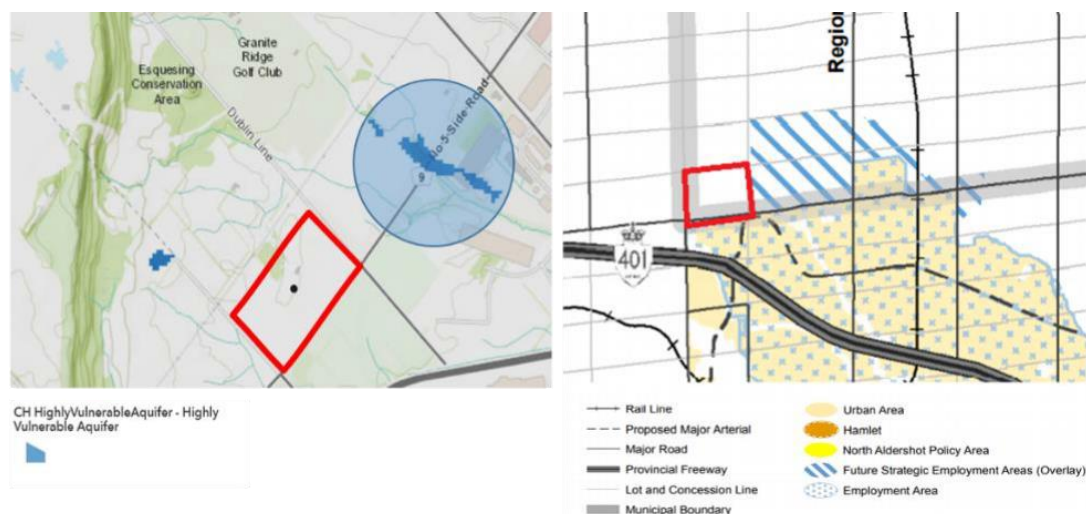 Granite
Ridge
Golf Club
Esquesing
Conservation
Area
Dublin Line
No 5 Side Road
9
CH HighlyVulnerableAquifer - Highly
Vulnerable Aquifer
Region
401
Rail Line
Proposed Major Arterial
Major Road
Provincial Freeway
Lot and Concession Line
Municipal Boundary
Urban Area
Hamlet
North Aldershot Policy Area
Future Strategic Employment Areas (Overlay)
Employment Area